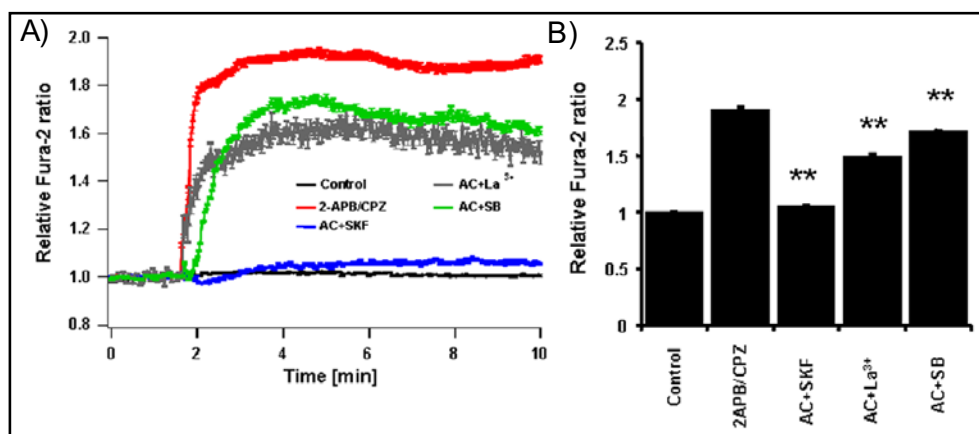 A)
Relative Fura-2 ratio
2.0
1.8
1.6
1.4
1.2
1.0
0.8
Control
2-APB/CPZ
AC+SKF
AC+La³⁺
AC+SB
0
2
4
6
8
10
Time [min]
B)
Relative Fura-2 ratio
2.5
2
1.5
1
0.5
0
**
**
**
Control
2APB/CPZ
AC+SKF
AC+La³⁺
AC+SB